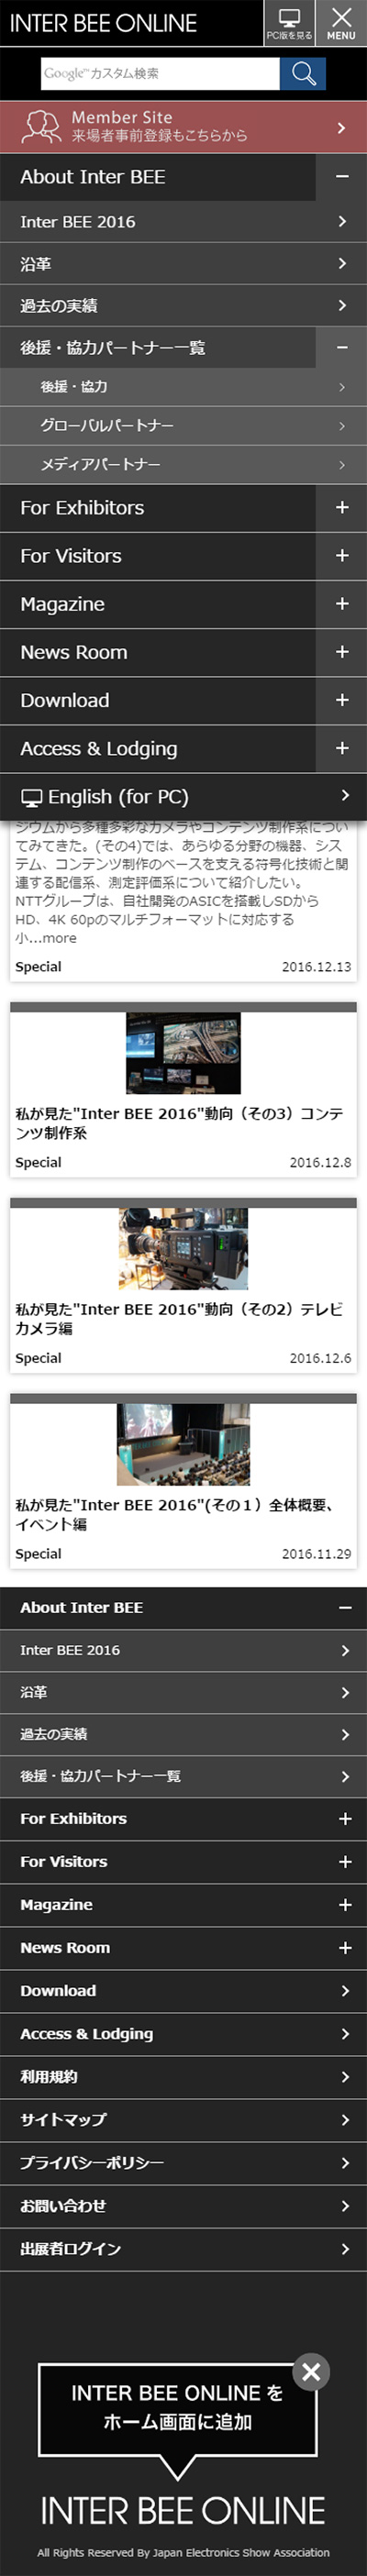 INTER BEE ONLINE
PC版を見る
MENU
Google™ カスタム検索
Member Site
来場者事前登録もこちらから
About Inter BEE
Inter BEE 2016
沿革
過去の実績
後援・協力パートナー一覧
後援・協力
グローバルパートナー
メディアパートナー
For Exhibitors
For Visitors
Magazine
News Room
Download
Access & Lodging
English (for PC)
ジウムから多種多彩なカメラやコンテンツ制作系につい
てみてきた。(その4)では、あらゆる分野の機器、シス
テム、コンテンツ制作のベースを支える符号化技術と関
連する配信系、測定評価系について紹介したい。
NTTグループは、自社開発のASICを搭載しSDから
HD、4K 60pのマルチフォーマットに対応する
小...more
Special 2016.12.13
私が見た"Inter BEE 2016"動向（その3）コンテ
ンツ制作系
Special 2016.12.8
私が見た"Inter BEE 2016"動向（その2）テレビ
カメラ編
Special 2016.12.6
私が見た"Inter BEE 2016"(その１）全体概要、
イベント編
Special 2016.11.29
About Inter BEE
Inter BEE 2016
沿革
過去の実績
後援・協力パートナー一覧
For Exhibitors
For Visitors
Magazine
News Room
Download
Access & Lodging
利用規約
サイトマップ
プライバシーポリシー
お問い合わせ
出展者ログイン
INTER BEE ONLINE を
ホーム画面に追加
INTER BEE ONLINE
All Rights Reserved By Japan Electronics Show Association